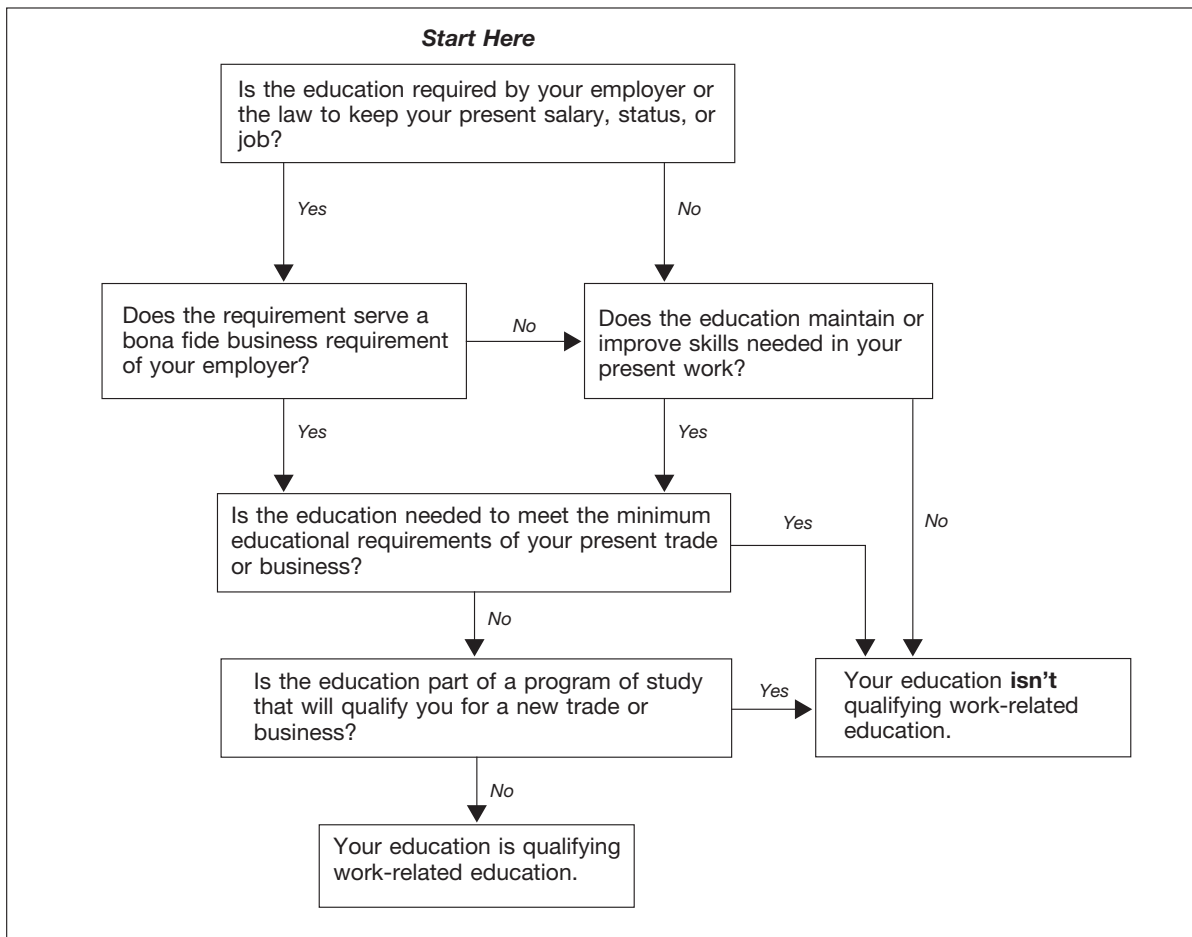 Start Here
Is the education required by your employer or
the law to keep your present salary, status, or
job?
Yes
No
Does the requirement serve a
bona fide business requirement
of your employer?
No
Does the education maintain or
improve skills needed in your
present work?
Yes
Yes
No
Is the education needed to meet the minimum
educational requirements of your present trade
or business?
Yes
No
Is the education part of a program of study
that will qualify you for a new trade or
business?
Yes
Your education isn't
qualifying work-related
education.
No
Your education is qualifying
work-related education.